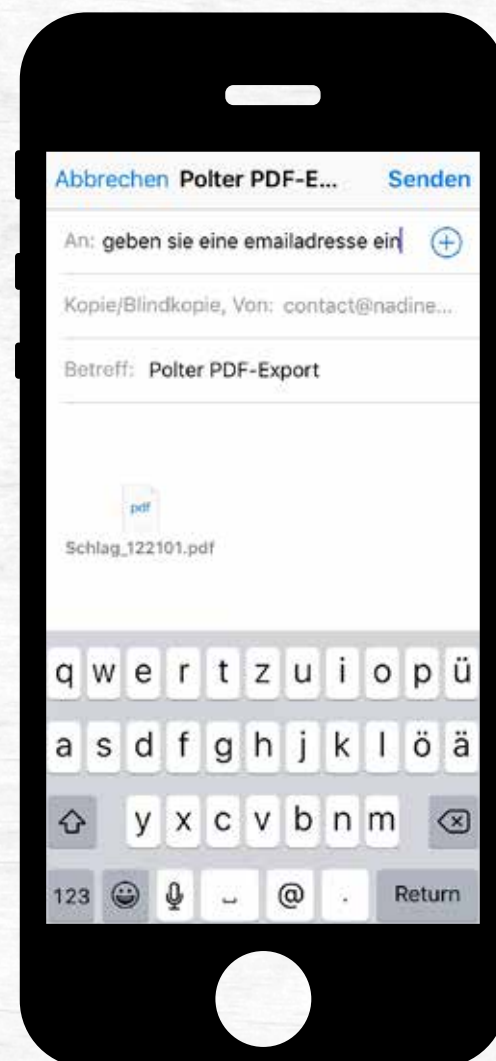 Abbrechen Polter PDF-E... Senden
An: geben sie eine emailadresse ein
Kopie/Blindkopie, Von: contact@nadine...
Betreff: Polter PDF-Export
pdf
Schlag_122101.pdf
q w e r t z u i o p ü
a s d f g h j k l ö ä
y x c v b n m
123 @ . Return